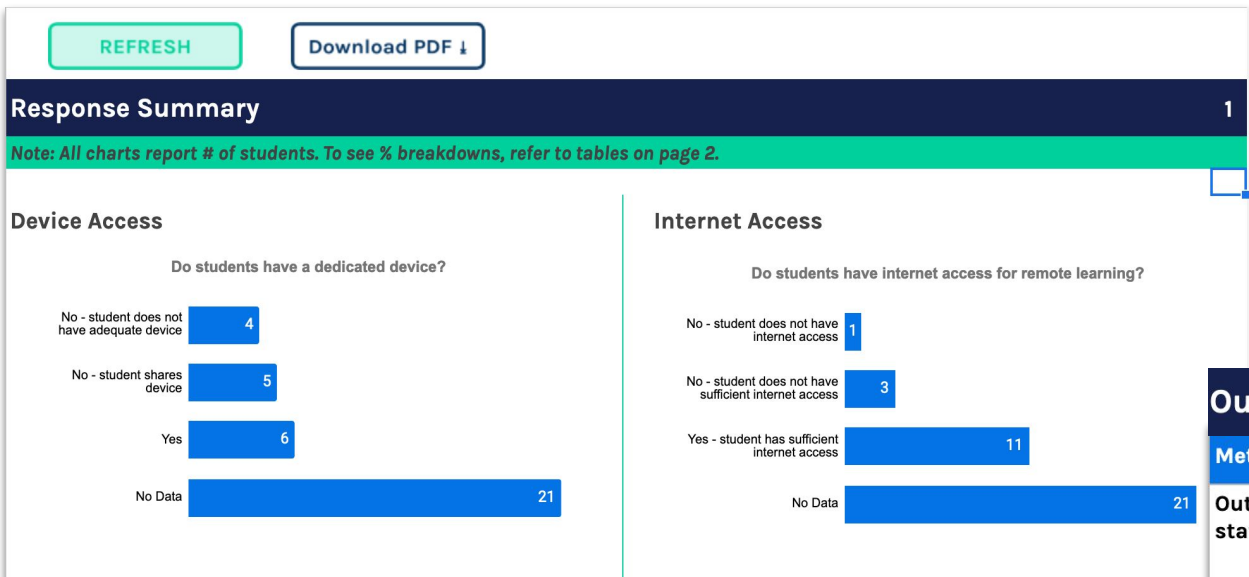 REFRESH
Download PDF ⤓
Response Summary
1
Note: All charts report # of students. To see % breakdowns, refer to tables on page 2.
Device Access
Do students have a dedicated device?
No - student does not
have adequate device
4
No - student shares
device
5
Yes
6
No Data
21
Internet Access
Do students have internet access for remote learning?
No - student does not have
internet access
1
No - student does not have
sufficient internet access
3
Yes - student has sufficient
internet access
11
No Data
21